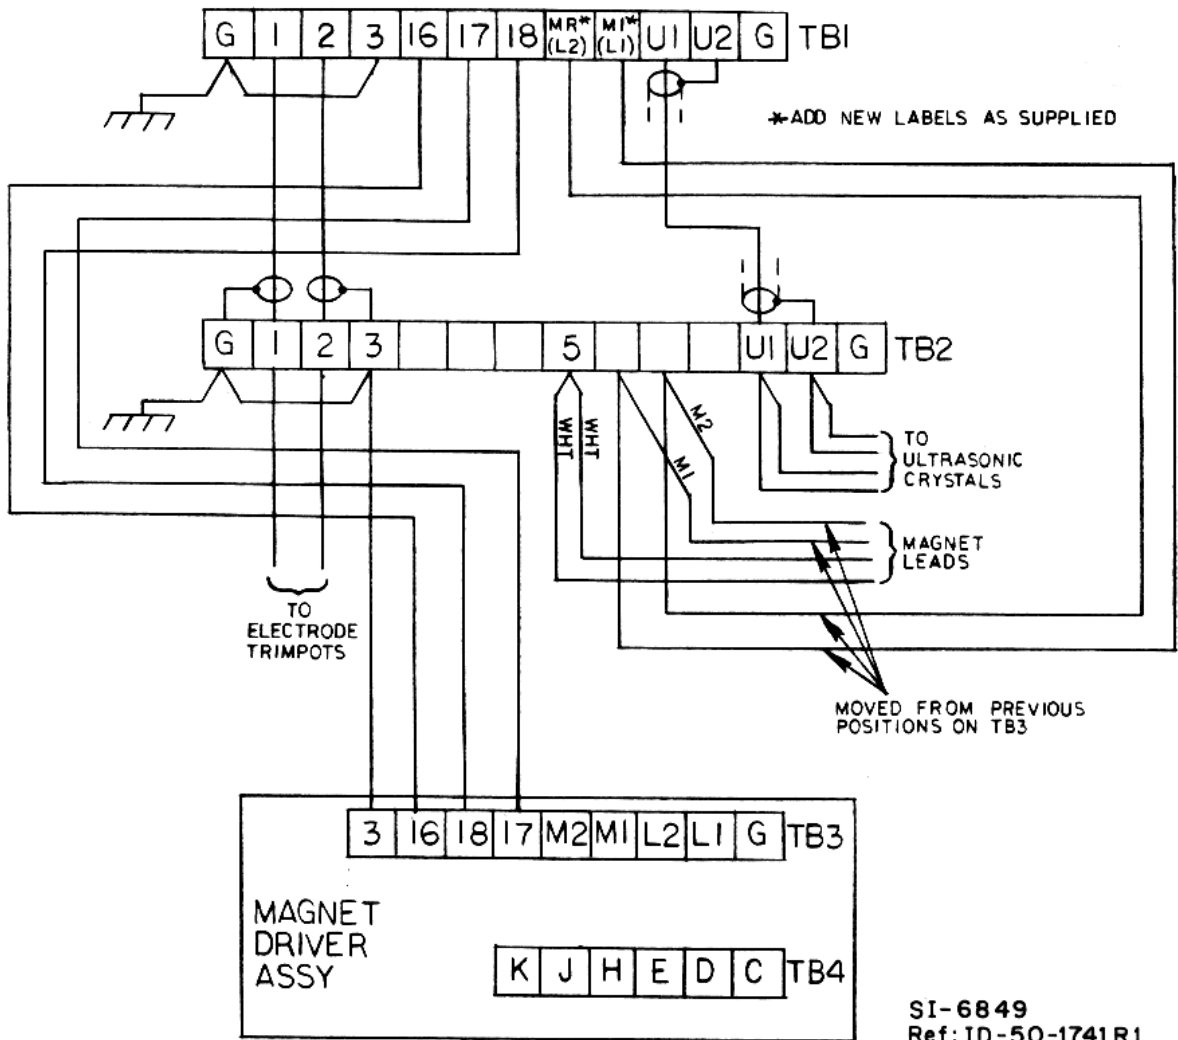 G 1 2 3 16 17 18 MR* (L2) M1* (L1) U1 U2 G TB1
*ADD NEW LABELS AS SUPPLIED
G 1 2 3 5 U1 U2 G TB2
WHT
WHT
M2
M1
TO
ULTRASONIC
CRYSTALS
MAGNET
LEADS
TO
ELECTRODE
TRIMPOTS
MOVED FROM PREVIOUS
POSITIONS ON TB3
3 16 18 17 M2 M1 L2 L1 G TB3
MAGNET
DRIVER
ASSY
K J H E D C TB4
SI-6849
Ref: ID-50-1741R1